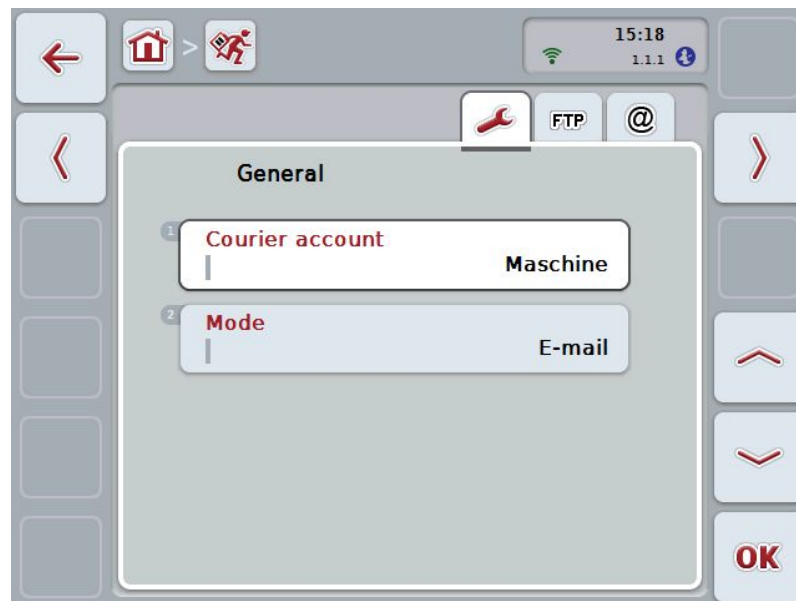 >
15:18
1.1.1
FTP
@
General
1
Courier account
Maschine
2
Mode
E-mail
OK